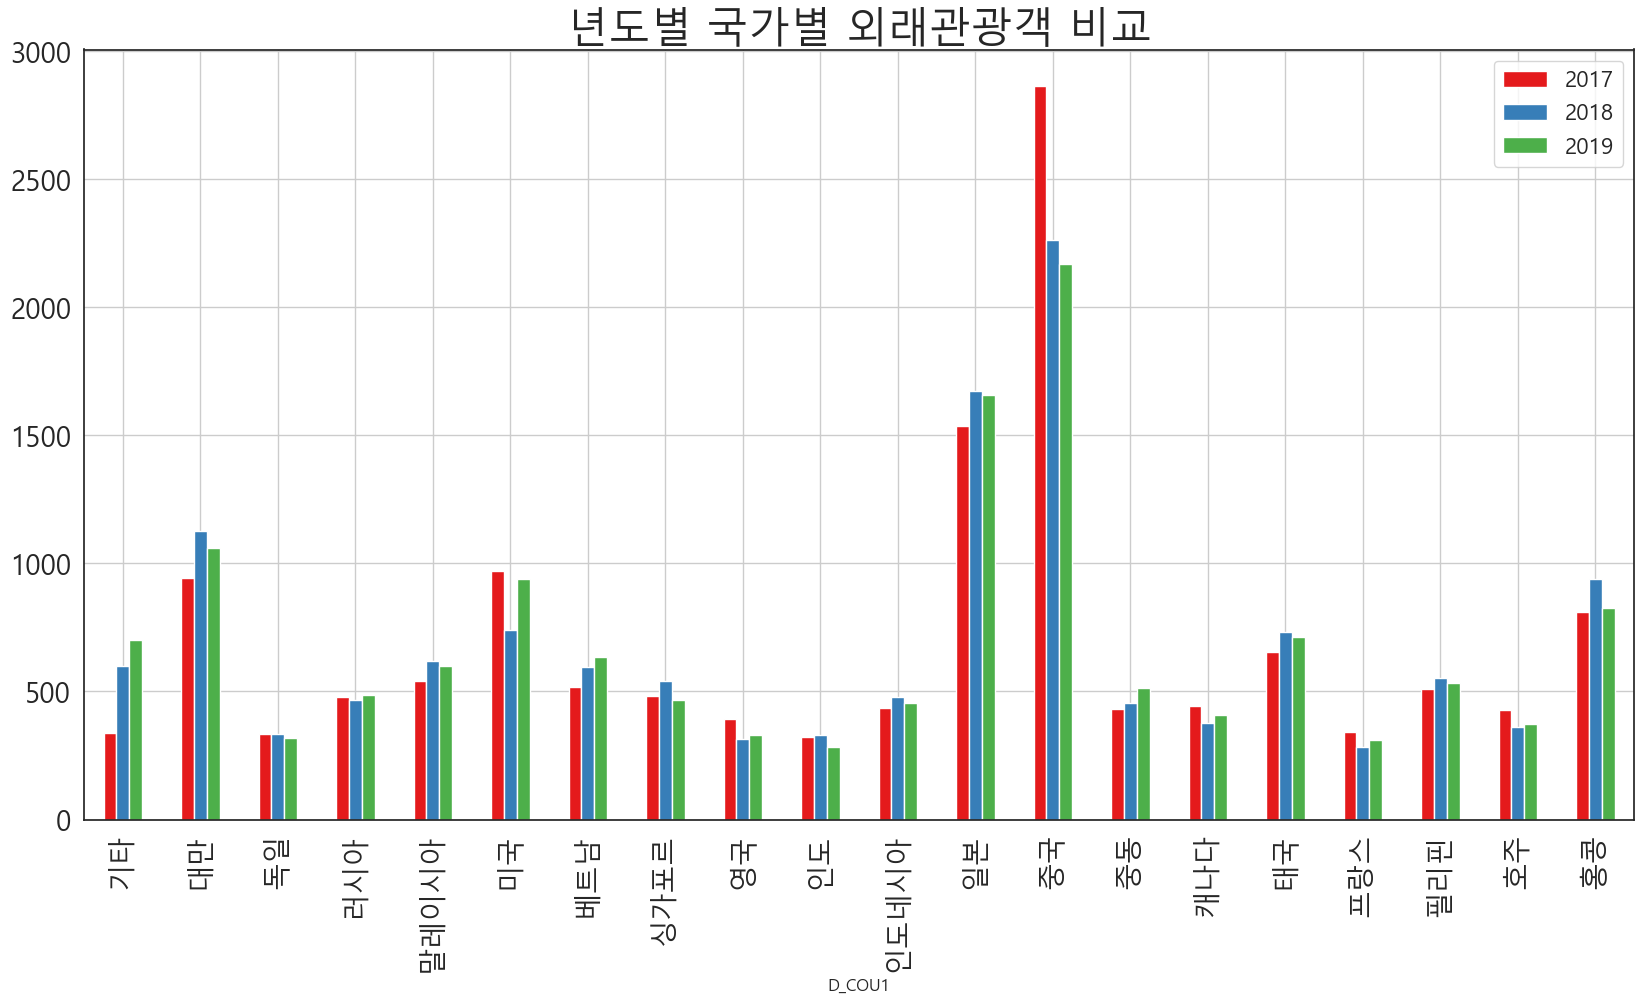 년도별 국가별 외래관광객 비교
3000
2500
2000
1500
1000
500
0
2017
2018
2019
기타
대만
독일
러시아
말레이시아
미국
베트남
싱가포르
영국
인도
인도네시아
일본
중국
중동
캐나다
태국
프랑스
필리핀
호주
홍콩
D_COU1